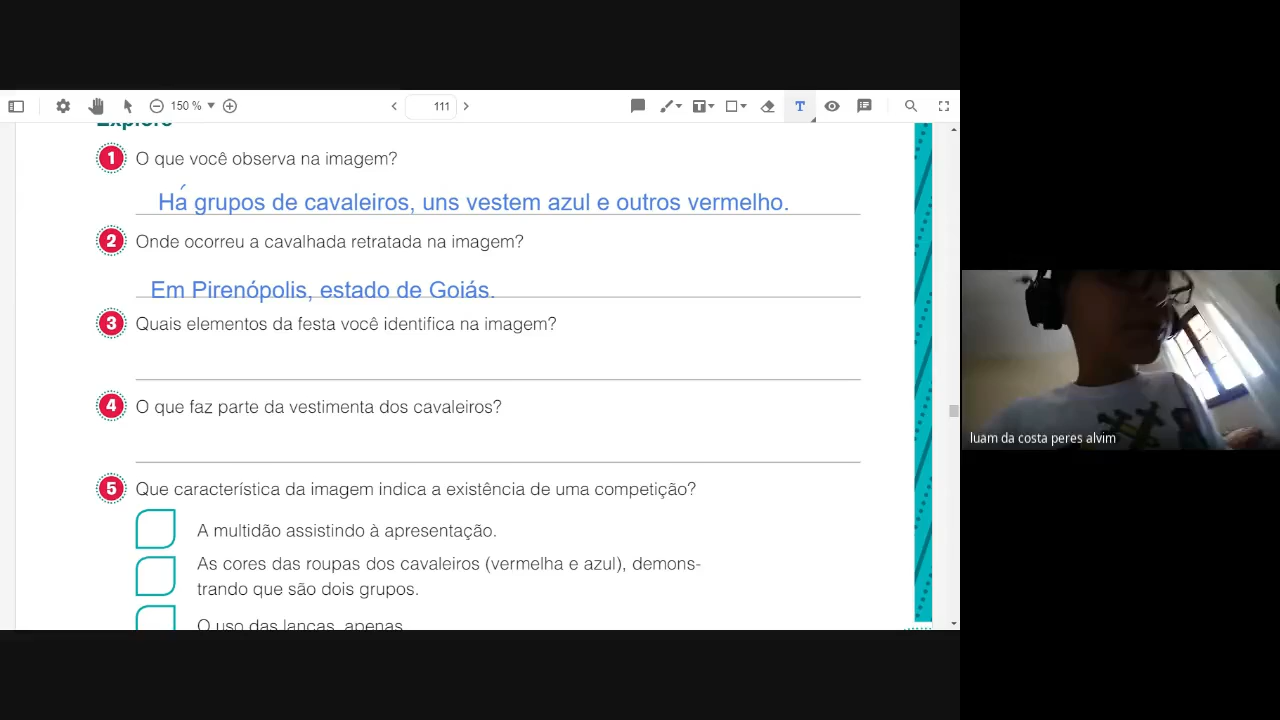 150 %
111
Explore
1 O que você observa na imagem?
Há grupos de cavaleiros, uns vestem azul e outros vermelho.
2 Onde ocorreu a cavalhada retratada na imagem?
Em Pirenópolis, estado de Goiás.
3 Quais elementos da festa você identifica na imagem?
4 O que faz parte da vestimenta dos cavaleiros?
5 Que característica da imagem indica a existência de uma competição?
A multidão assistindo à apresentação.
As cores das roupas dos cavaleiros (vermelha e azul), demons-
trando que são dois grupos.
O uso das lanças, apenas.
luam da costa peres alvim